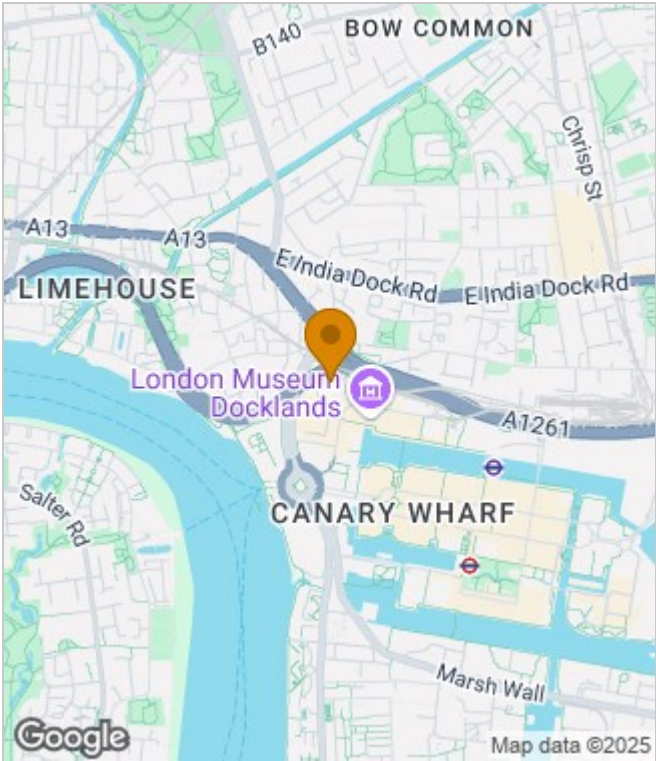 BOW COMMON
B140
Chrisp St
A13
A13
E India Dock Rd
E India Dock Rd
LIMEHOUSE
London Museum
Docklands
A1261
Salter Rd
CANARY WHARF
Marsh Wall
Google
Map data ©2025